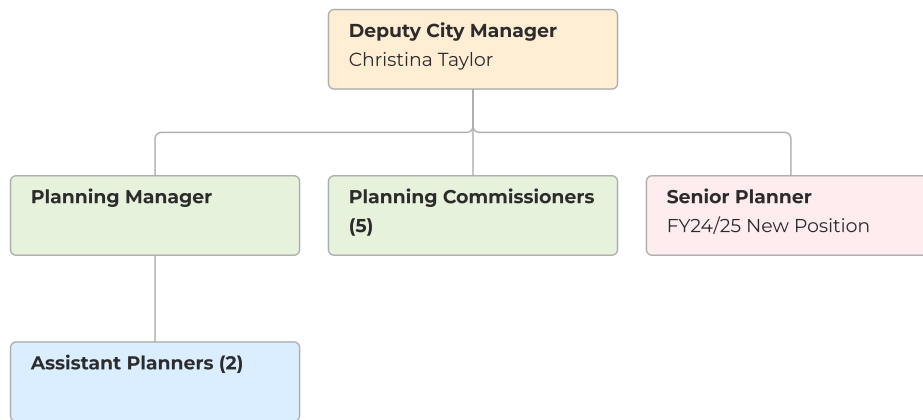 Deputy City Manager
Christina Taylor
Planning Manager
Planning Commissioners
(5)
Senior Planner
FY24/25 New Position
Assistant Planners (2)